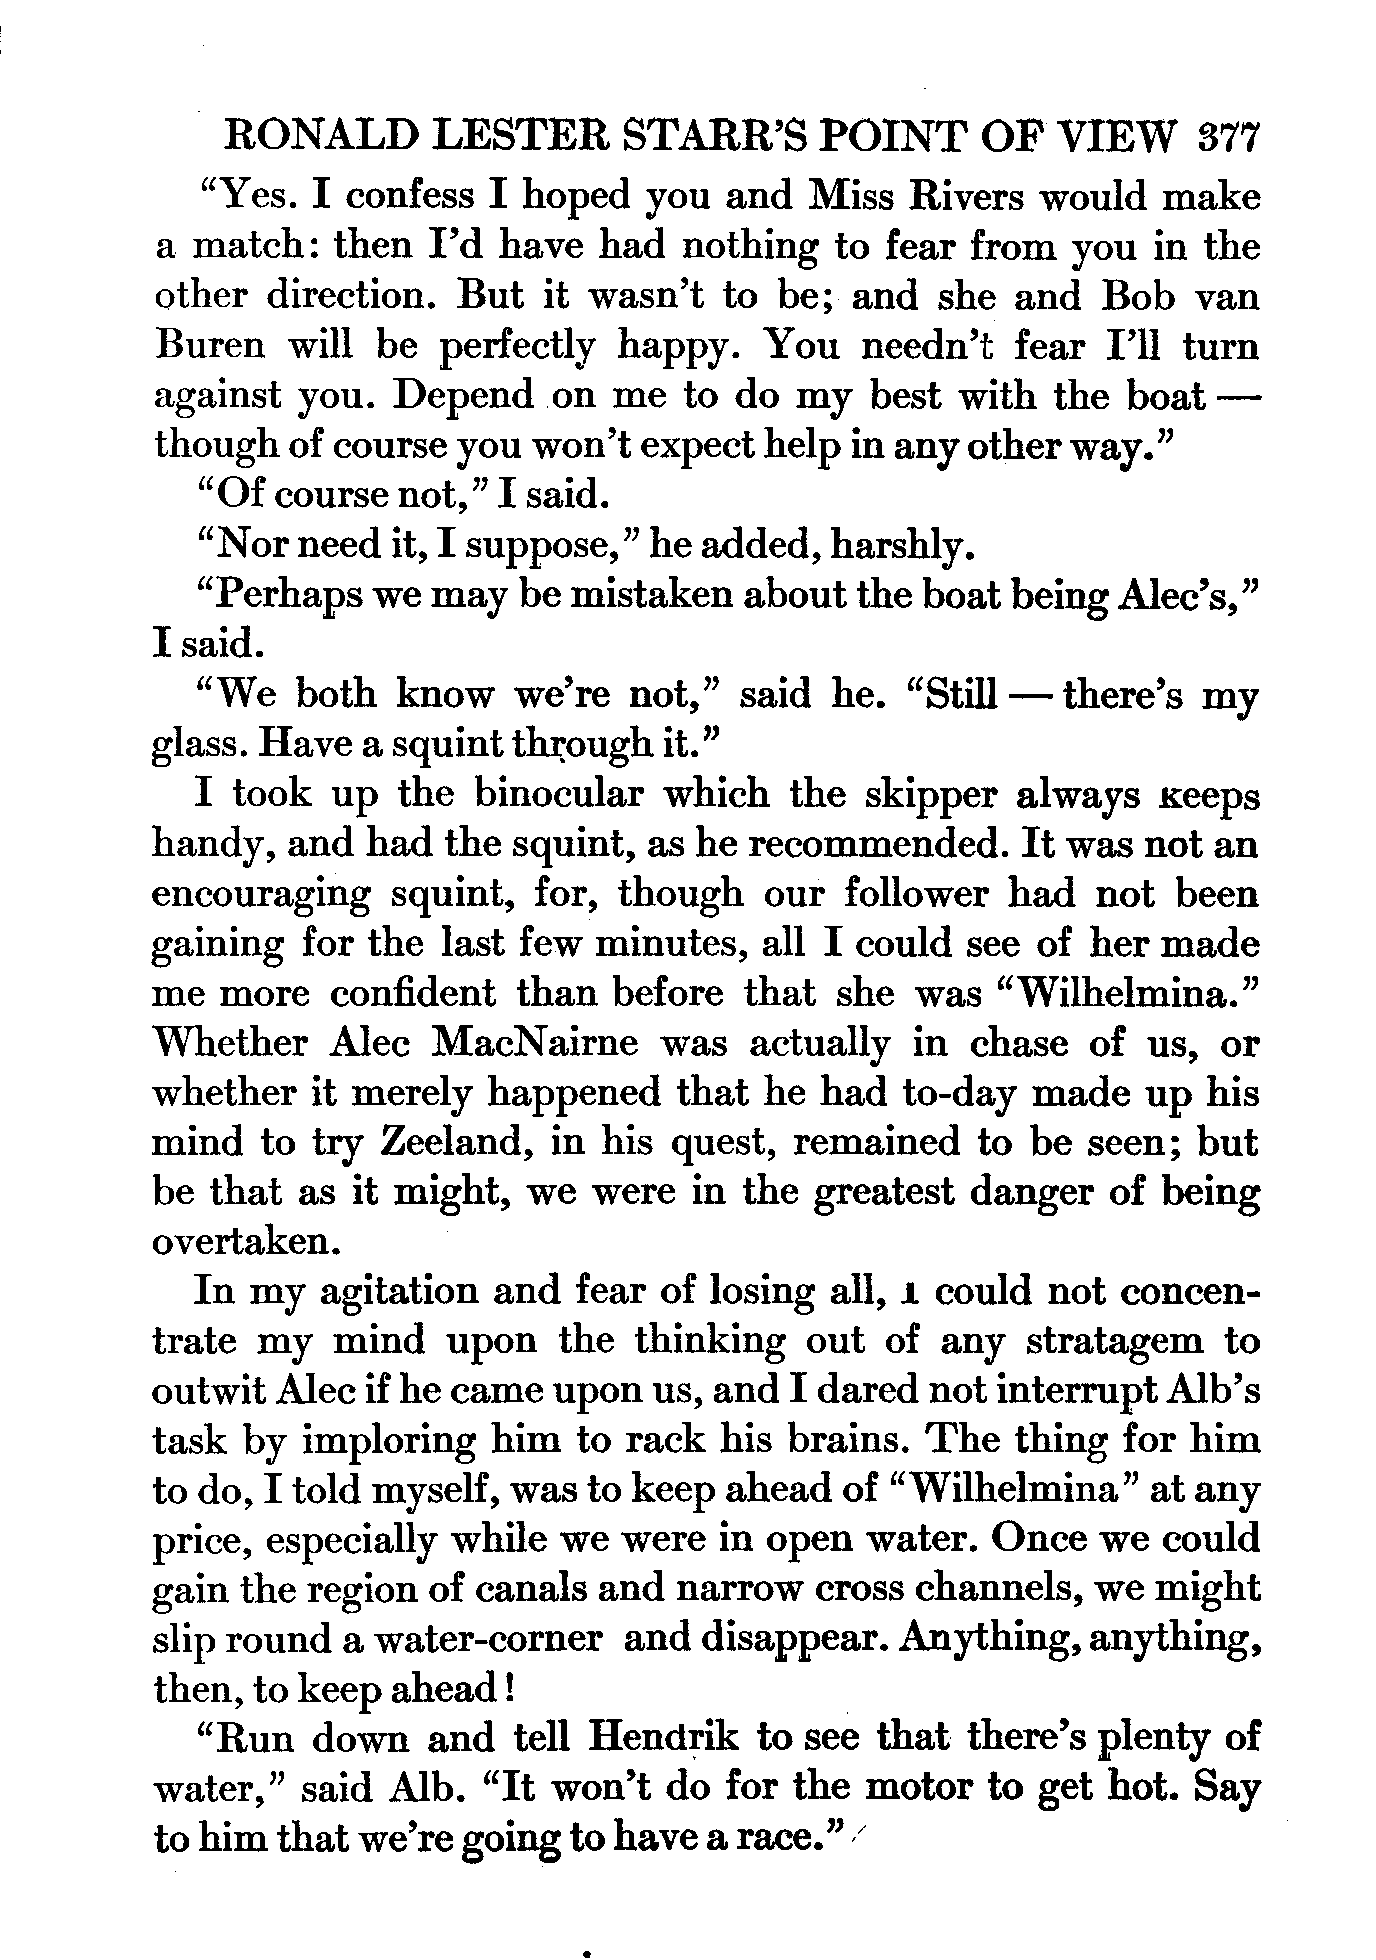 RONALD LESTER STARR'S POINT OF VIEW 377
“Yes. I confess I hoped you and Miss Rivers would make
a match: then I'd have had nothing to fear from you in the
other direction. But it wasn't to be; and she and Bob van
Buren will be perfectly happy. You needn't fear I'll turn
against you. Depend on me to do my best with the boat —
though of course you won't expect help in any other way.”
“Of course not,” I said.
“Nor need it, I suppose,” he added, harshly.
“Perhaps we may be mistaken about the boat being Alec's,”
I said.
“We both know we're not,” said he. “Still — there's my
glass. Have a squint through it.”
I took up the binocular which the skipper always keeps
handy, and had the squint, as he recommended. It was not an
encouraging squint, for, though our follower had not been
gaining for the last few minutes, all I could see of her made
me more confident than before that she was “Wilhelmina.”
Whether Alec MacNairne was actually in chase of us, or
whether it merely happened that he had to-day made up his
mind to try Zeeland, in his quest, remained to be seen; but
be that as it might, we were in the greatest danger of being
overtaken.
In my agitation and fear of losing all, I could not concen-
trate my mind upon the thinking out of any stratagem to
outwit Alec if he came upon us, and I dared not interrupt Alb's
task by imploring him to rack his brains. The thing for him
to do, I told myself, was to keep ahead of “Wilhelmina” at any
price, especially while we were in open water. Once we could
gain the region of canals and narrow cross channels, we might
slip round a water-corner and disappear. Anything, anything,
then, to keep ahead!
“Run down and tell Hendrik to see that there's plenty of
water,” said Alb. “It won't do for the motor to get hot. Say
to him that we're going to have a race.”